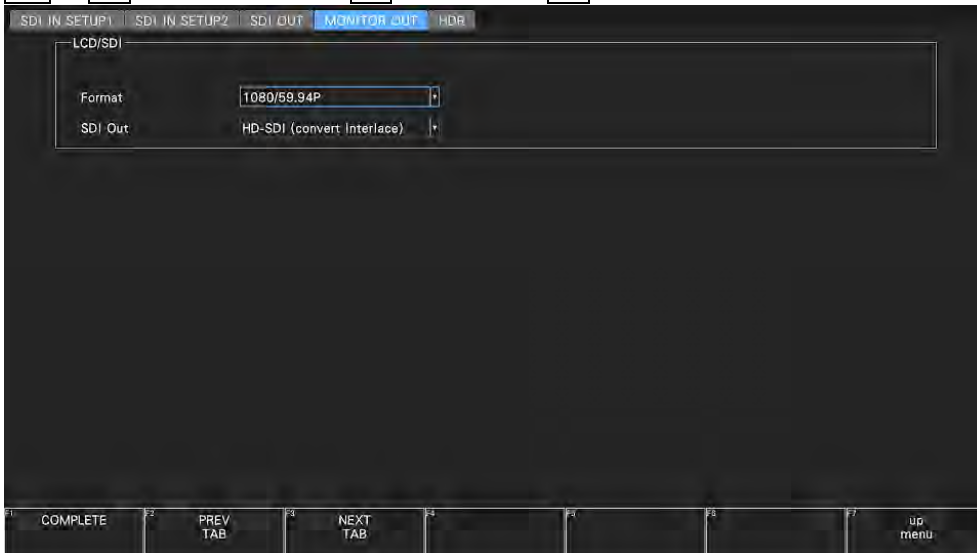 SDI IN SETUP1 SDI IN SETUP2 SDI OUT MONITOR OUT HDR
LCD/SDI
Format 1080/59.94P
SDI Out HD-SDI (convert Interlace)
F1 COMPLETE F2 PREV TAB F3 NEXT TAB F4 F5 F6 F7 up menu